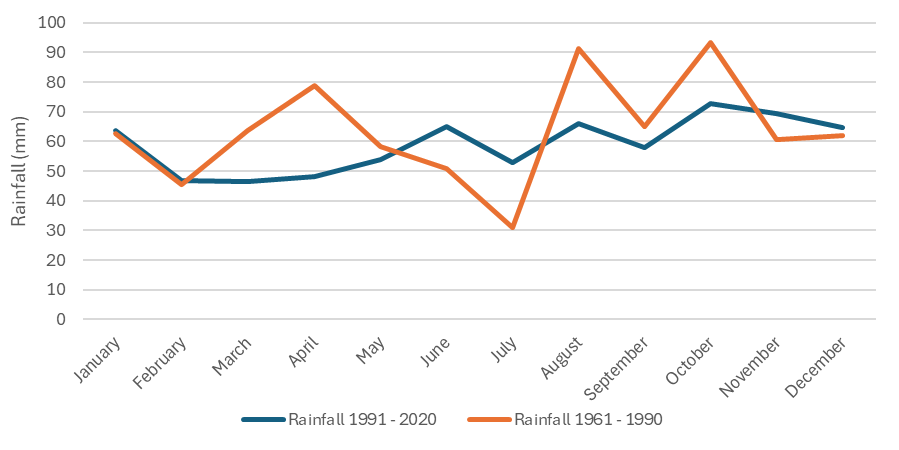 Rainfall (mm)
100
90
80
70
60
50
40
30
20
10
0
January
February
March
April
May
June
July
August
September
October
November
December
Rainfall 1991 - 2020
Rainfall 1961 - 1990